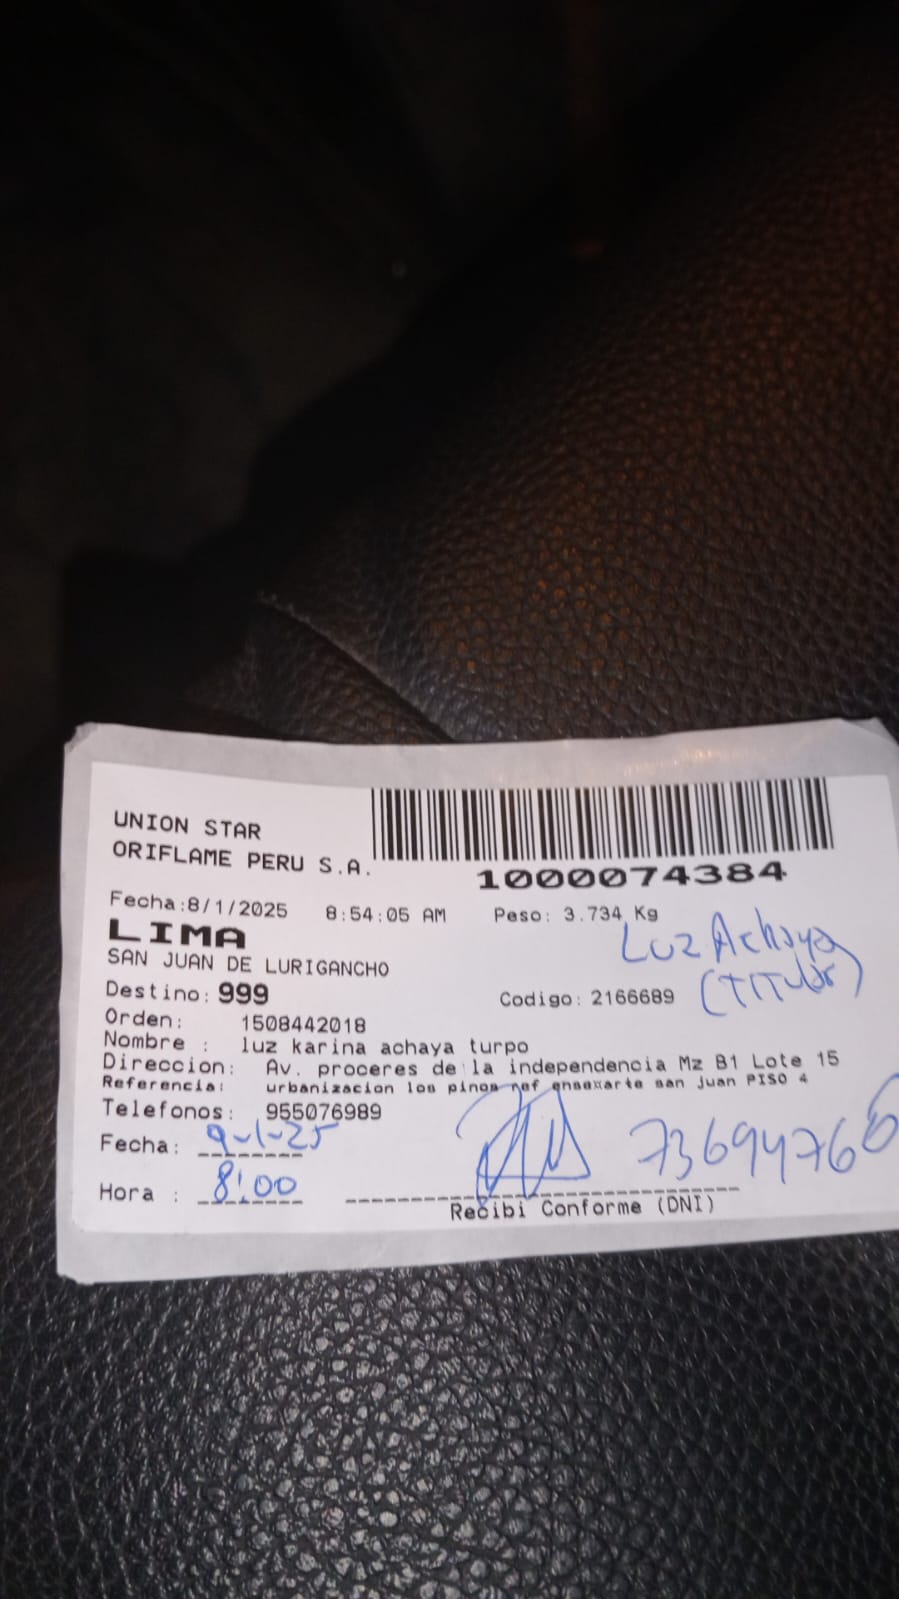 UNION STAR
ORIFLAME PERU S.A.
1000074384
Fecha:8/1/2025 8:54:05 AM Peso: 3.734 Kg
LIMA
Luz Achaya
SAN JUAN DE LURIGANCHO
(TITular)
Destino: 999 Codigo: 2166689
Orden: 1508442018
Nombre : luz karina achaya turpo
Direccion: Av. proceres de la independencia Mz B1 Lote 15
Referencia: urbanizacion los pinos ref ensexarte san juan PISO 4
Telefonos: 955076989
Fecha: 9-1-25
7369476
Hora : 8:00
Recibi Conforme (DNI)